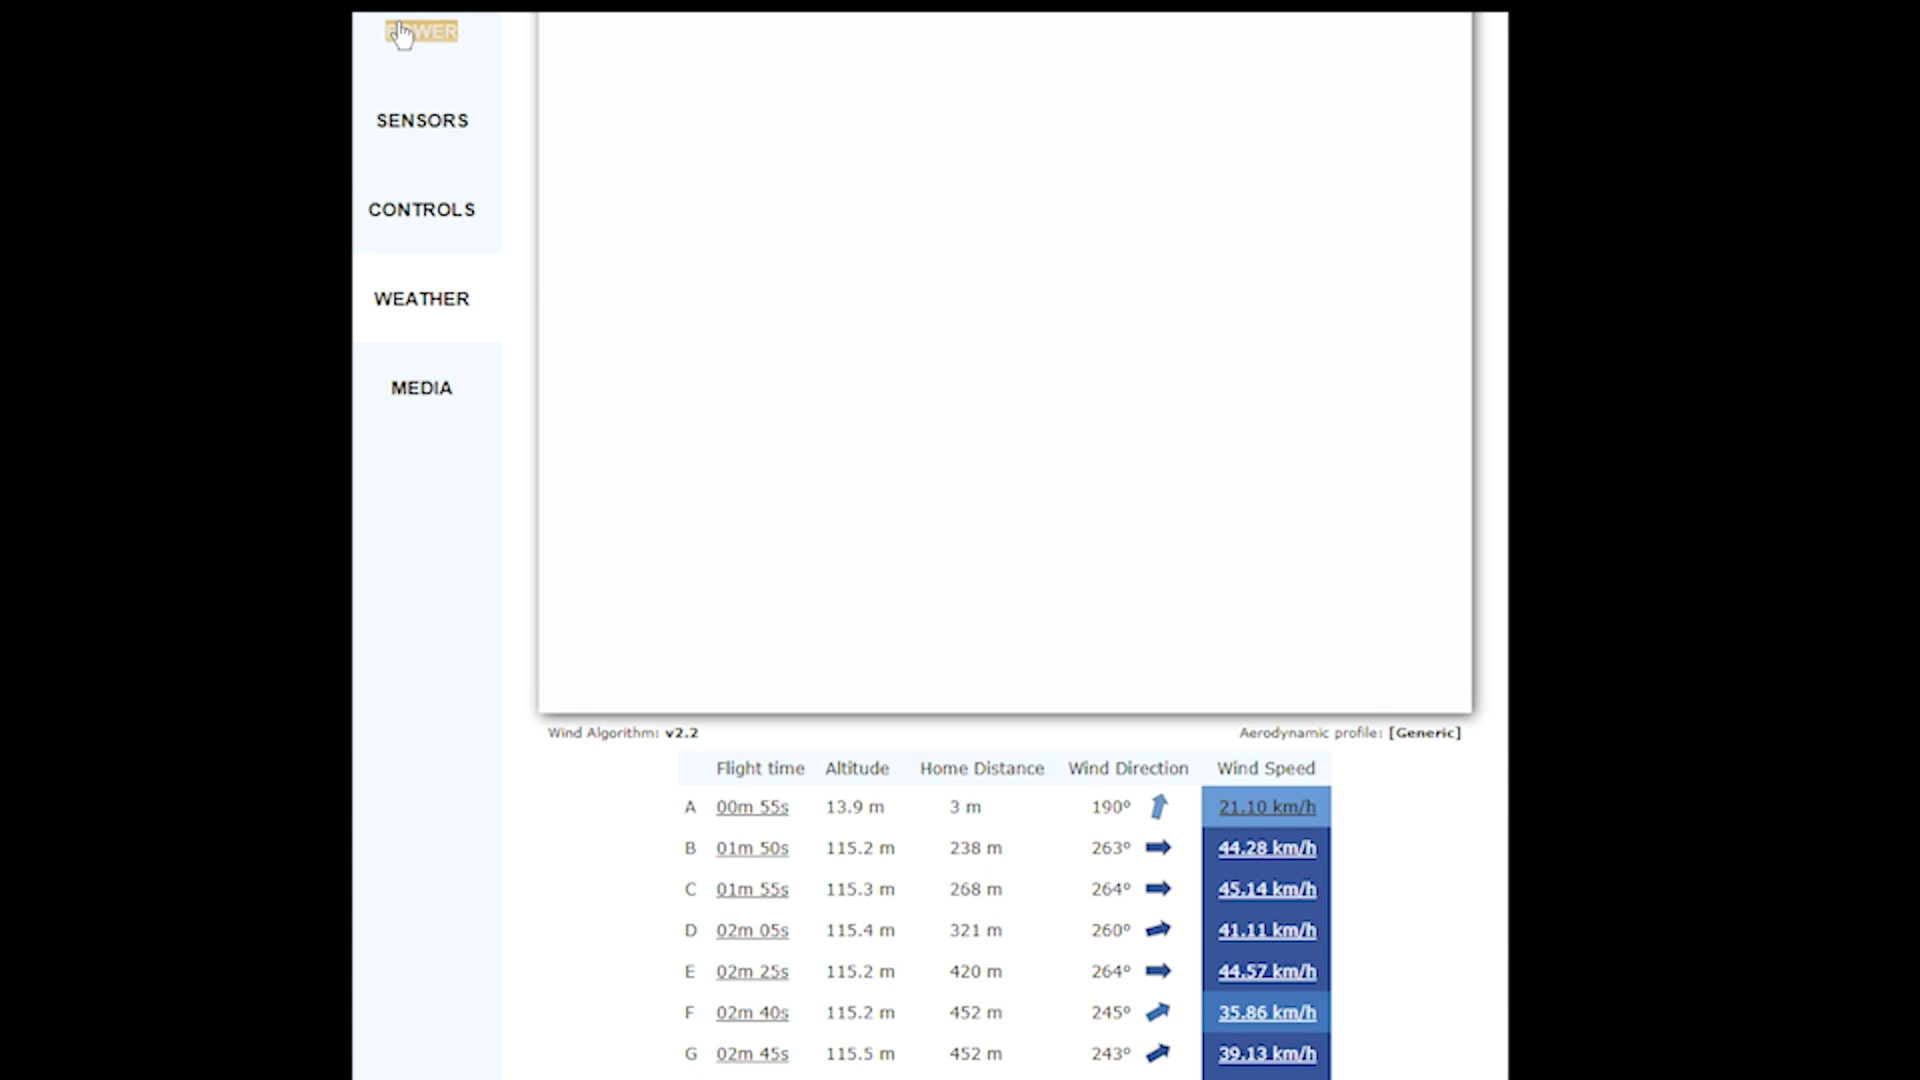 POWER
SENSORS
CONTROLS
WEATHER
MEDIA
Wind Algorithm: v2.2 Aerodynamic profile: [Generic]
Flight time Altitude Home Distance Wind Direction Wind Speed
A 00m 55s 13.9 m 3 m 190º 21.10 km/h
B 01m 50s 115.2 m 238 m 263º 44.28 km/h
C 01m 55s 115.3 m 268 m 264º 45.14 km/h
D 02m 05s 115.4 m 321 m 260º 41.11 km/h
E 02m 25s 115.2 m 420 m 264º 44.57 km/h
F 02m 40s 115.2 m 452 m 245º 35.86 km/h
G 02m 45s 115.5 m 452 m 243º 39.13 km/h